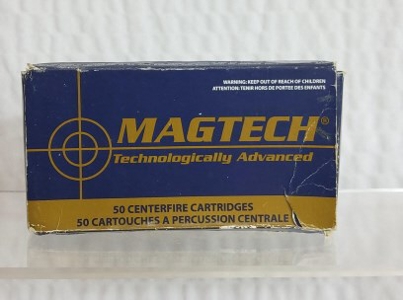 WARNING: KEEP OUT OF REACH OF CHILDREN
ATTENTION: TENIR HORS DE PORTEE DES ENFANTS
MAGTECH®
Technologically Advanced
50 CENTERFIRE CARTRIDGES
50 CARTOUCHES A PERCUSSION CENTRALE